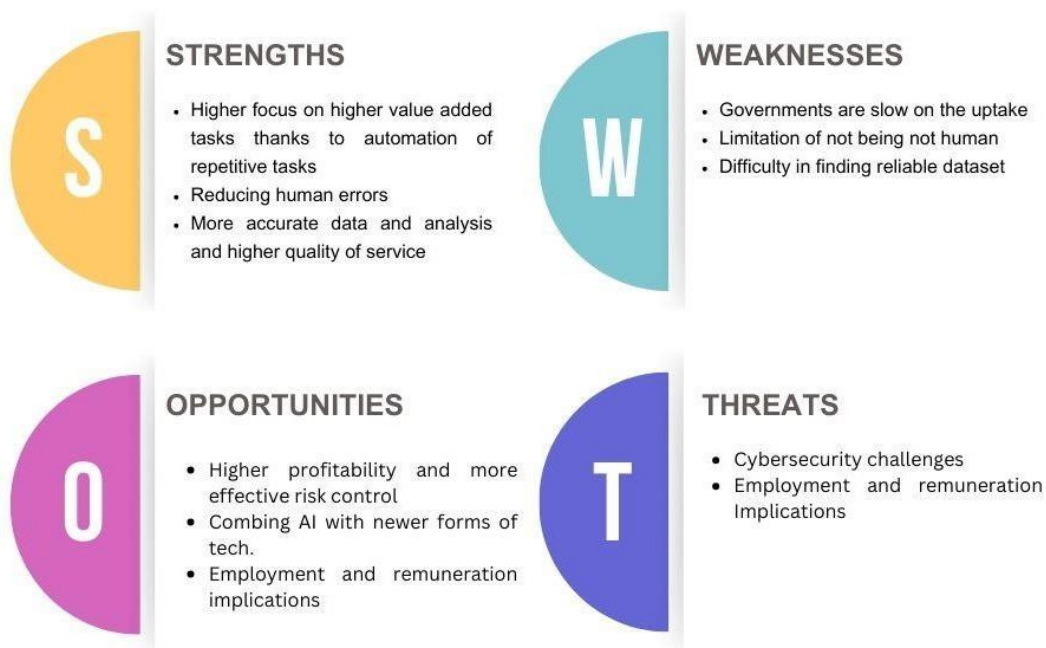 S
STRENGTHS
• Higher focus on higher value added
tasks thanks to automation of
repetitive tasks
• Reducing human errors
• More accurate data and analysis
and higher quality of service
W
WEAKNESSES
• Governments are slow on the uptake
• Limitation of not being not human
• Difficulty in finding reliable dataset
O
OPPORTUNITIES
• Higher profitability and more
effective risk control
• Combing AI with newer forms of
tech.
• Employment and remuneration
implications
T
THREATS
• Cybersecurity challenges
• Employment and remuneration
Implications